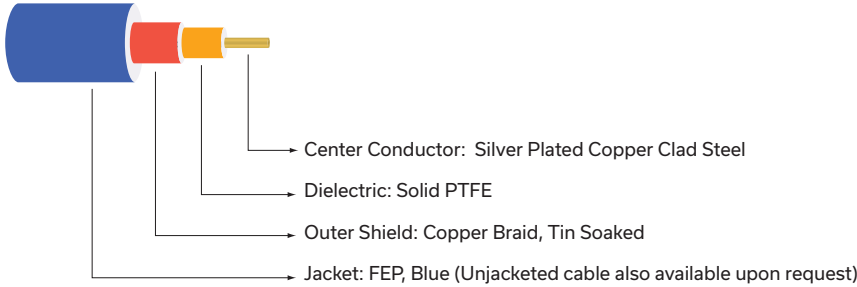 Center Conductor: Silver Plated Copper Clad Steel
Dielectric: Solid PTFE
Outer Shield: Copper Braid, Tin Soaked
Jacket: FEP, Blue (Unjacketed cable also available upon request)